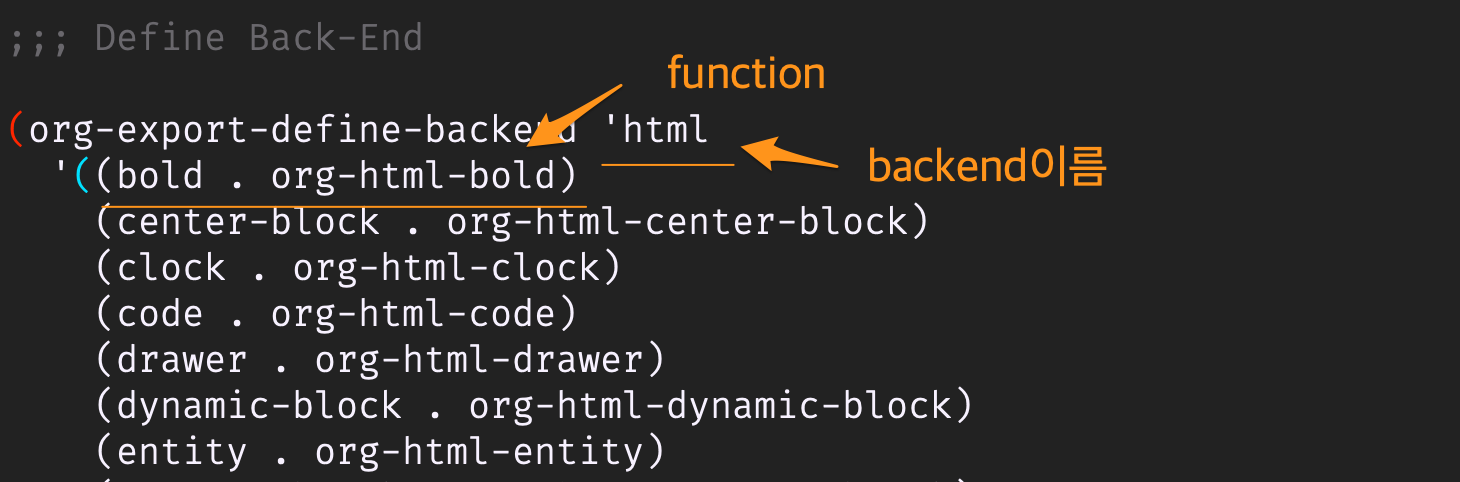 ;;; Define Back-End
function
(org-export-define-backend 'html
backend이름
'((bold . org-html-bold)
(center-block . org-html-center-block)
(clock . org-html-clock)
(code . org-html-code)
(drawer . org-html-drawer)
(dynamic-block . org-html-dynamic-block)
(entity . org-html-entity)